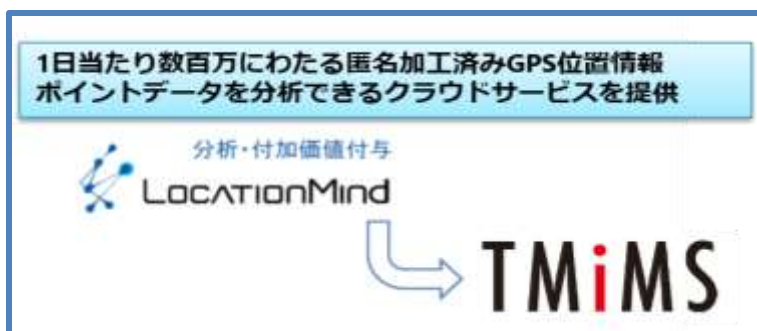 1日当たり数百万にわたる匿名加工済みGPS位置情報
ポイントデータを分析できるクラウドサービスを提供
分析・付加価値付与
LocationMind
TMiMS